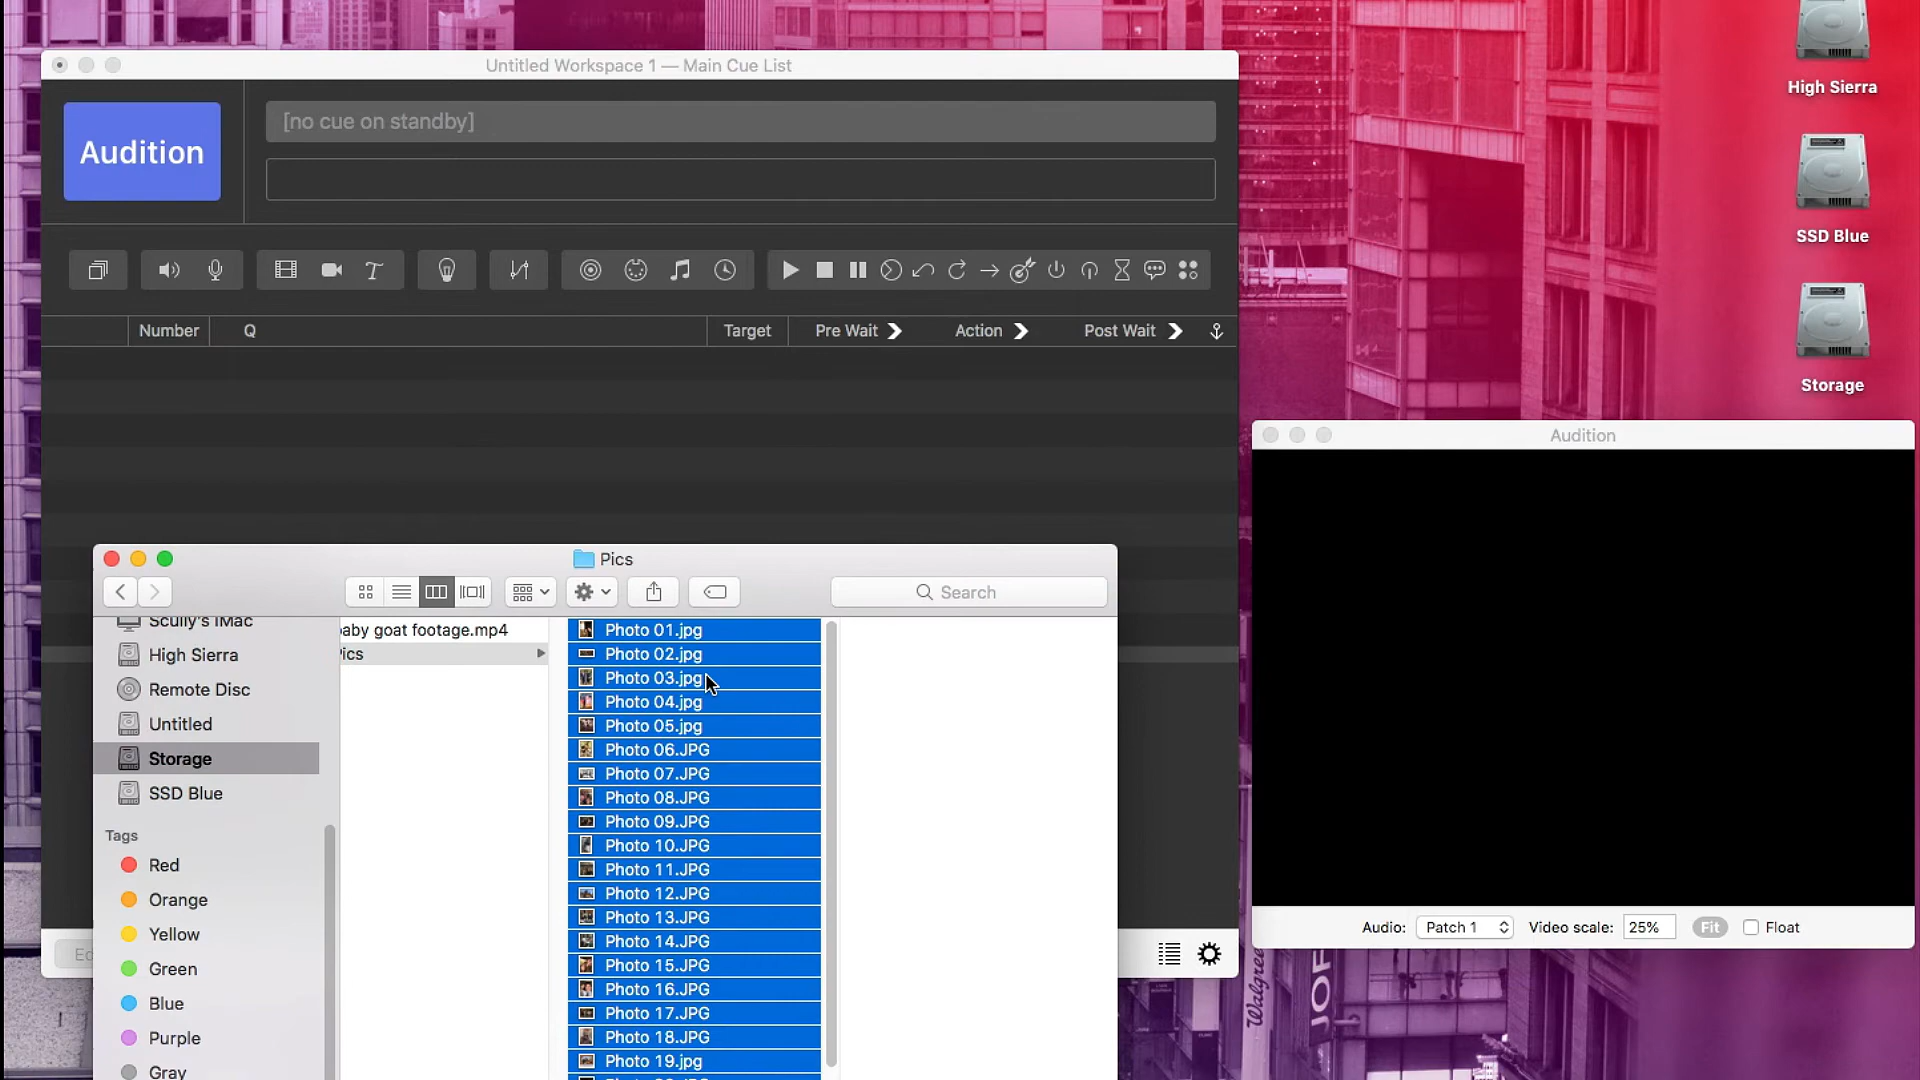 High Sierra
SSD Blue
Storage
Untitled Workspace 1 — Main Cue List
Audition
[no cue on standby]
Number Q Target Pre Wait Action Post Wait
Audition
Audio: Patch 1 Video scale: 25% Fit Float
Ed
Pics
Search
Scully's iMac
High Sierra
Remote Disc
Untitled
Storage
SSD Blue
Tags
Red
Orange
Yellow
Green
Blue
Purple
Gray
baby goat footage.mp4
Pics
Photo 01.jpg
Photo 02.jpg
Photo 03.jpg
Photo 04.jpg
Photo 05.jpg
Photo 06.JPG
Photo 07.JPG
Photo 08.JPG
Photo 09.JPG
Photo 10.JPG
Photo 11.JPG
Photo 12.JPG
Photo 13.JPG
Photo 14.JPG
Photo 15.JPG
Photo 16.JPG
Photo 17.JPG
Photo 18.JPG
Photo 19.jpg
Walgree
JOF